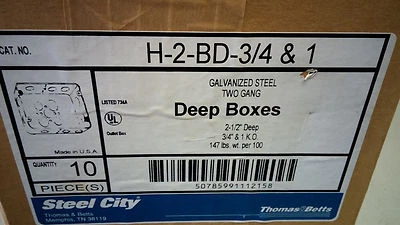 CAT. NO.
H-2-BD-3/4 & 1
GALVANIZED STEEL
TWO GANG
LISTED 736A
Deep Boxes
UL
Outlet Box
2-1/2" Deep
3/4" & 1 K.O.
147 lbs. wt. per 100
Made in U.S.A
QUANTITY
10
PIECE(S)
50785991112158
Steel City®
Thomas & Betts
Memphis, TN 38119
Thomas&Betts